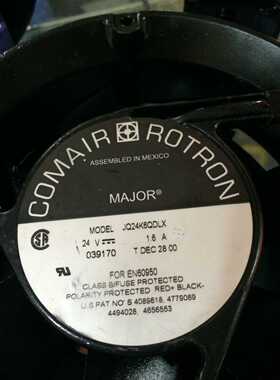 COMAIR ROTRON
ASSEMBLED IN MEXICO
MAJOR®
MODEL JQ24K6QDLX
24 V 1.6 A
039170 T DEC 28 00
FOR EN60950
CLASS B/FUSE PROTECTED
POLARITY PROTECTED RED+ BLACK-
U.S PAT NO'S 4089618, 4779069
4494028, 4656553